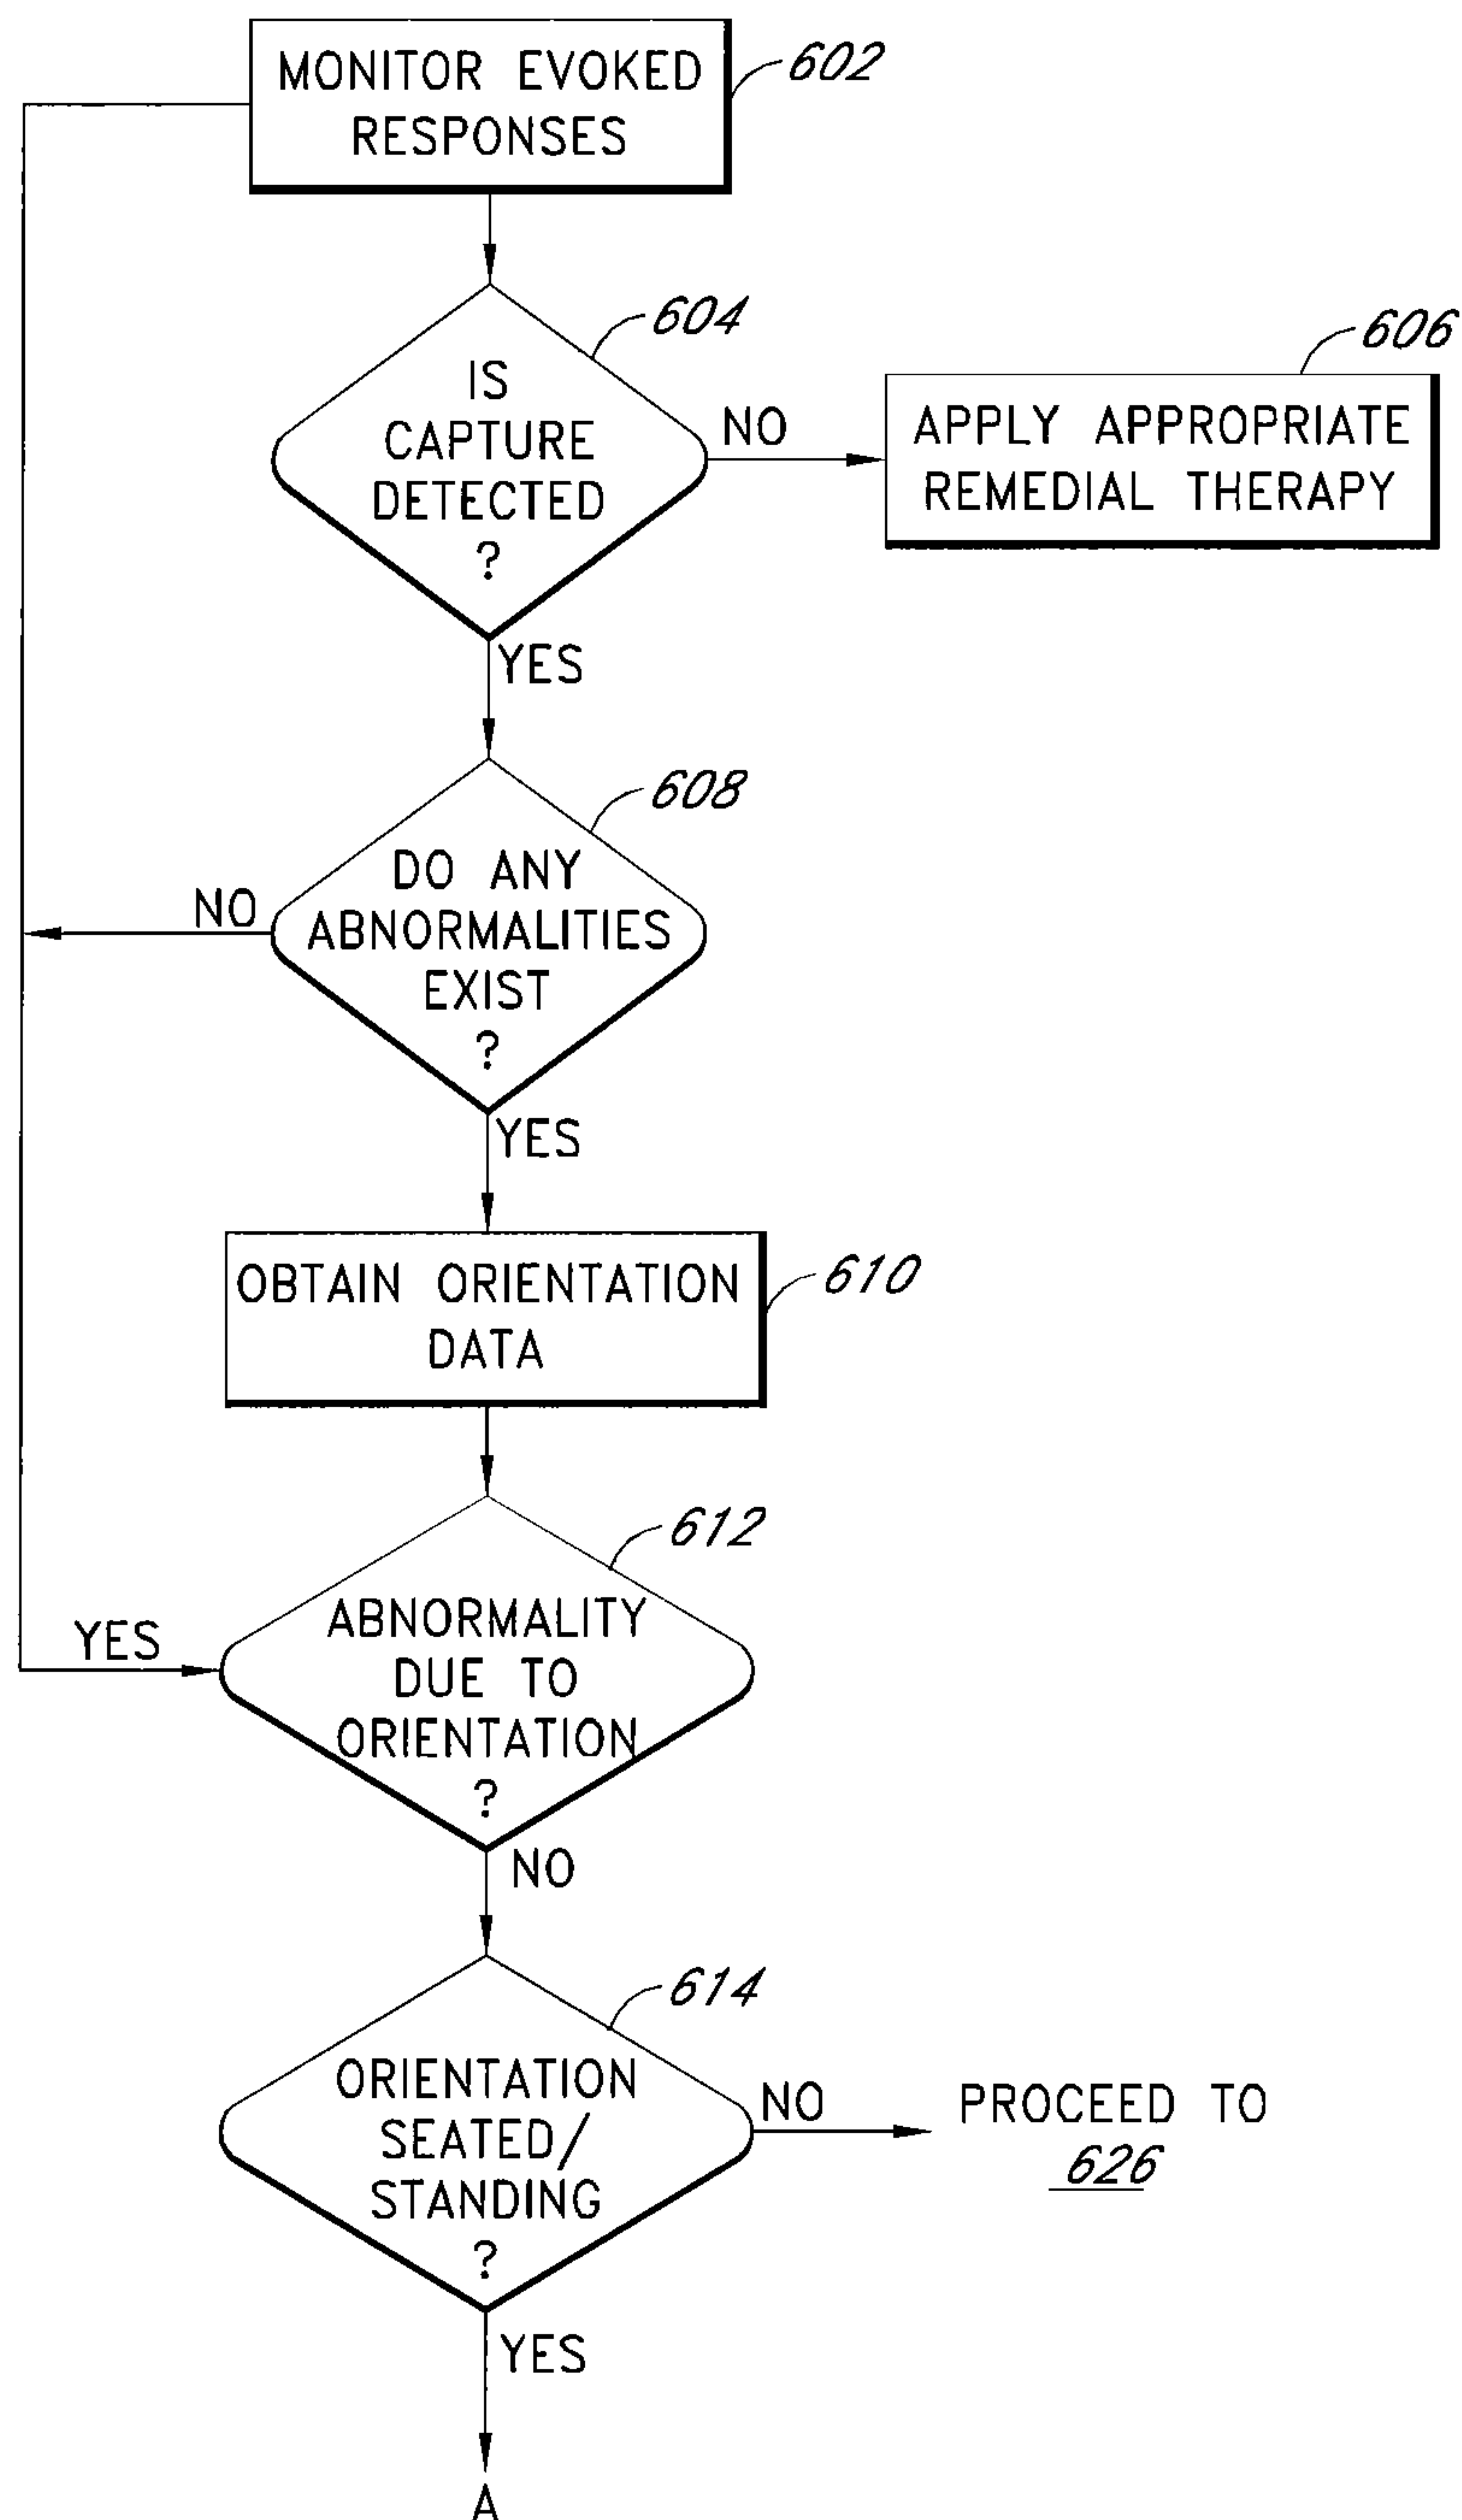 MONITOR EVOKED
RESPONSES
602
IS
CAPTURE
DETECTED
?
604
NO
606
APPLY APPROPRIATE
REMEDIAL THERAPY
YES
DO ANY
ABNORMALITIES
EXIST
?
608
NO
YES
OBTAIN ORIENTATION
DATA
610
ABNORMALITY
DUE TO
ORIENTATION
?
612
YES
NO
ORIENTATION
SEATED/
STANDING
?
614
NO
PROCEED TO
626
YES
A